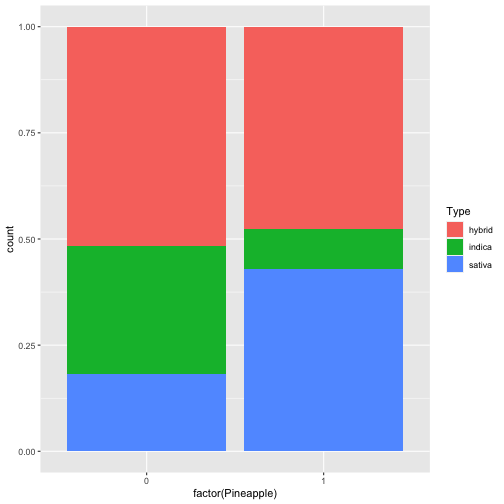 1.00
0.75
0.50
0.25
0.00
count
0
1
factor(Pineapple)
Type
hybrid
indica
sativa